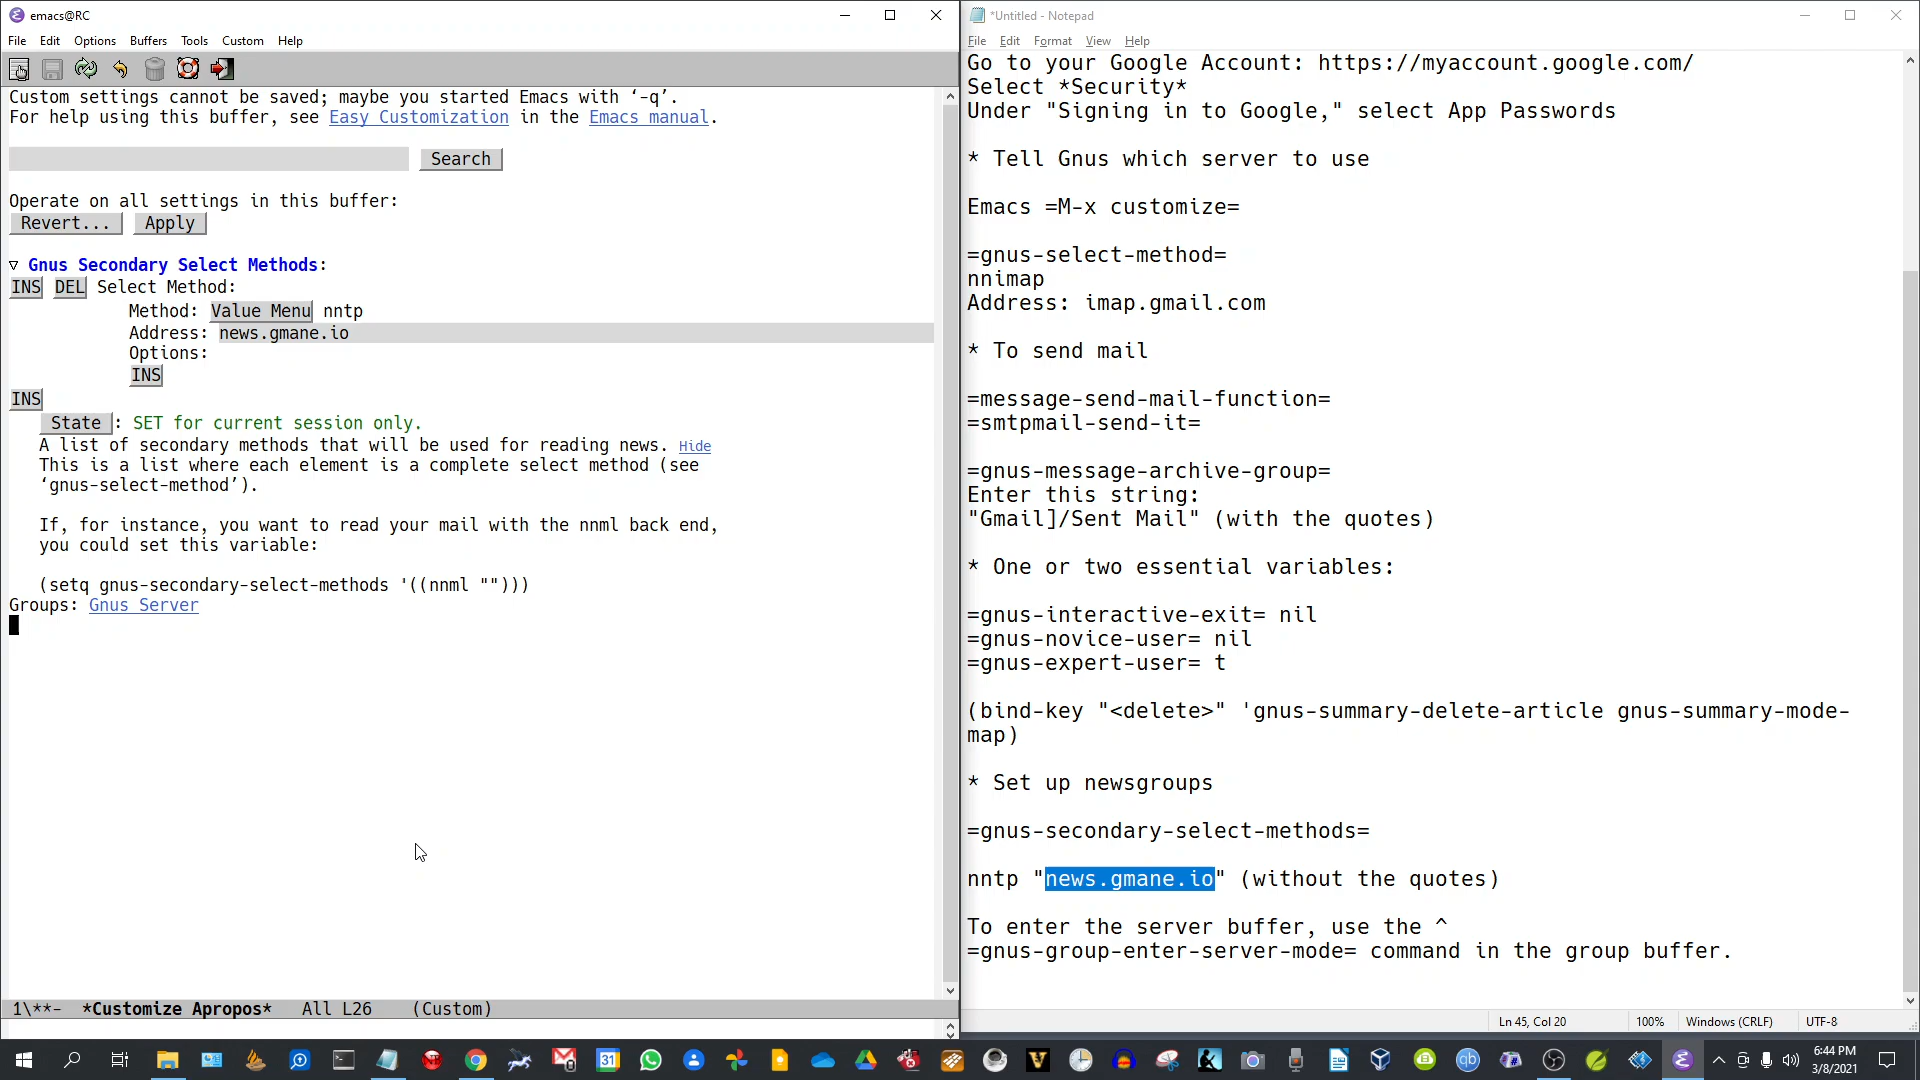 emacs@RC
File Edit Options Buffers Tools Custom Help
Custom settings cannot be saved; maybe you started Emacs with ‘-q’.
For help using this buffer, see Easy Customization in the Emacs manual.
Search
Operate on all settings in this buffer:
Revert... Apply
▽ Gnus Secondary Select Methods:
INS DEL Select Method:
Method: Value Menu nntp
Address: news.gmane.io
Options:
INS
INS
State : SET for current session only.
A list of secondary methods that will be used for reading news. Hide
This is a list where each element is a complete select method (see
‘gnus-select-method’).
If, for instance, you want to read your mail with the nnml back end,
you could set this variable:
(setq gnus-secondary-select-methods '((nnml "")))
Groups: Gnus Server
1\**- *Customize Apropos* All L26 (Custom)
*Untitled - Notepad
File Edit Format View Help
Go to your Google Account: https://myaccount.google.com/
Select *Security*
Under "Signing in to Google," select App Passwords
* Tell Gnus which server to use
Emacs =M-x customize=
=gnus-select-method=
nnimap
Address: imap.gmail.com
* To send mail
=message-send-mail-function=
=smtpmail-send-it=
=gnus-message-archive-group=
Enter this string:
"Gmail]/Sent Mail" (with the quotes)
* One or two essential variables:
=gnus-interactive-exit= nil
=gnus-novice-user= nil
=gnus-expert-user= t
(bind-key "<delete>" 'gnus-summary-delete-article gnus-summary-mode-
map)
* Set up newsgroups
=gnus-secondary-select-methods=
nntp "news.gmane.io" (without the quotes)
To enter the server buffer, use the ^
=gnus-group-enter-server-mode= command in the group buffer.
Ln 45, Col 20 100% Windows (CRLF) UTF-8
6:44 PM
3/8/2021